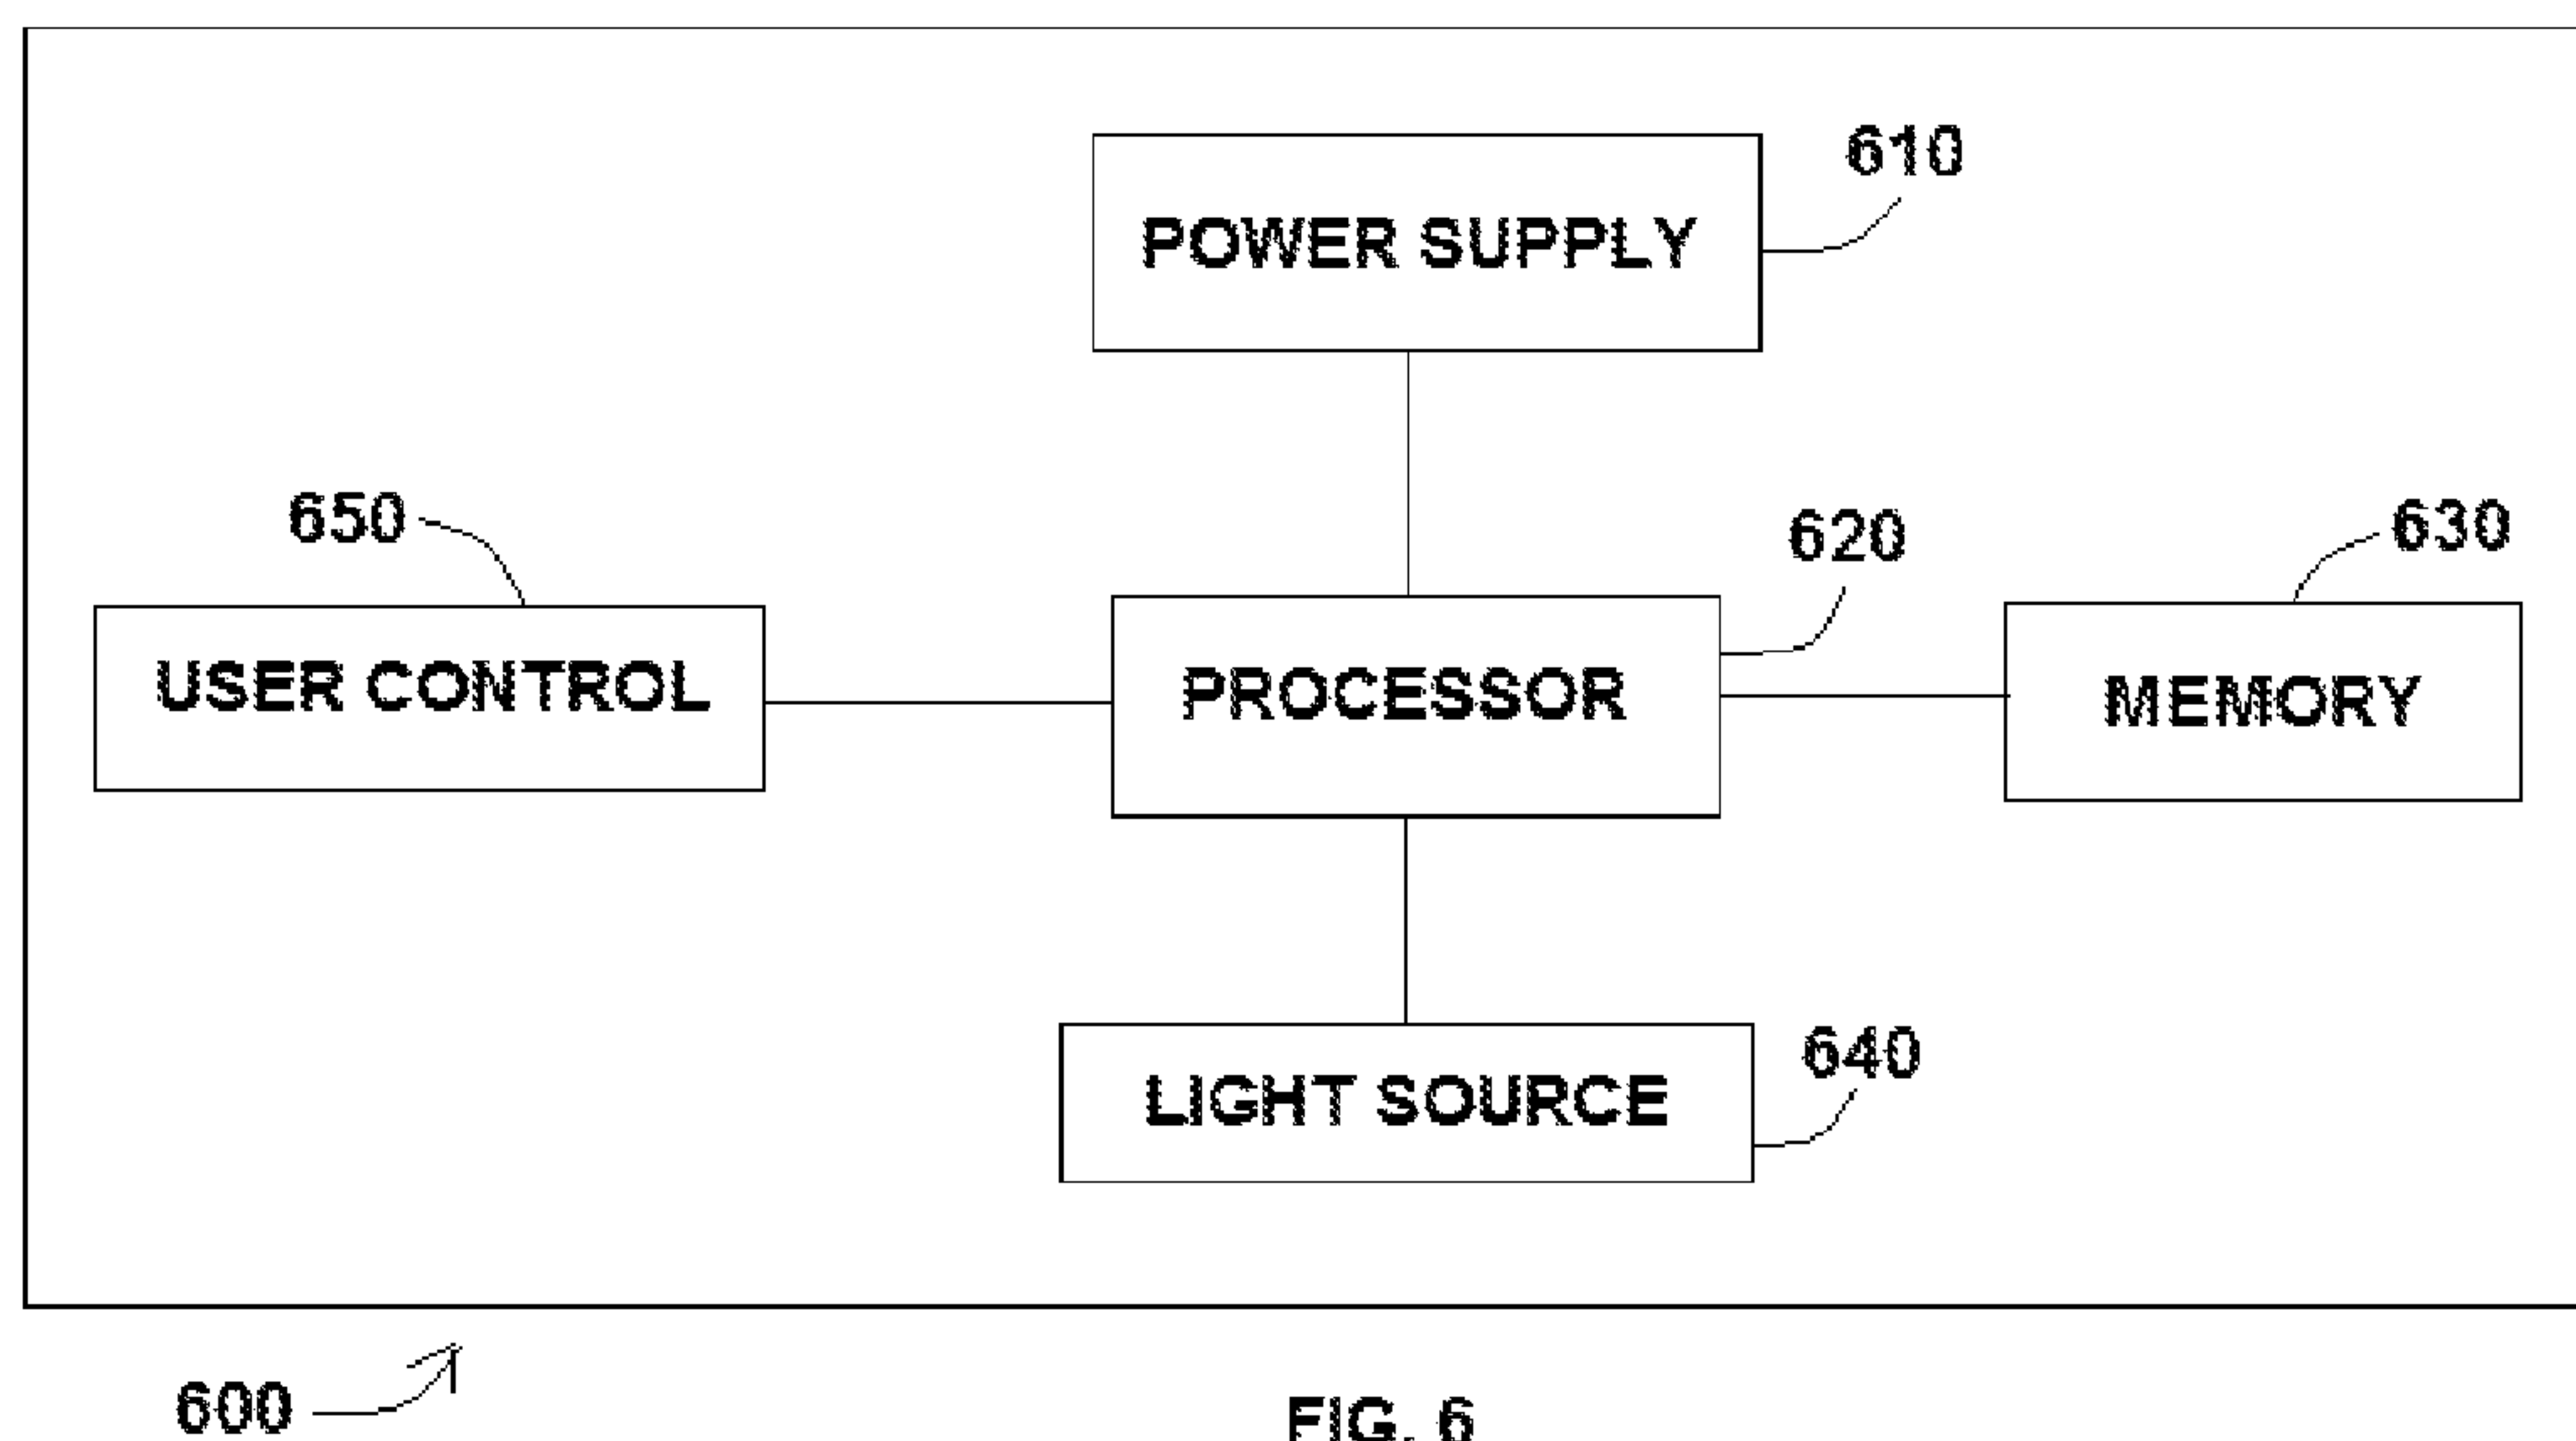 610
POWER SUPPLY
650
620
630
USER CONTROL
PROCESSOR
MEMORY
640
LIGHT SOURCE
600
FIG. 6